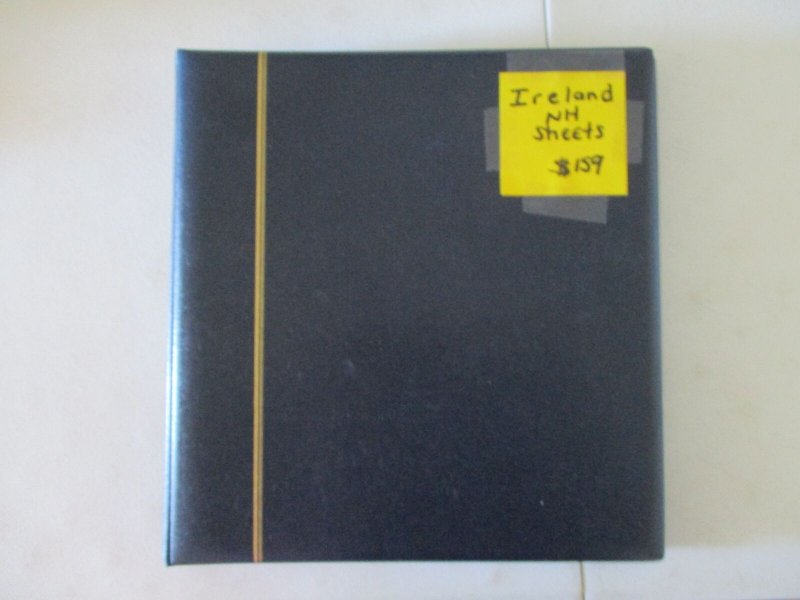 Ireland
NH
sheets
$159